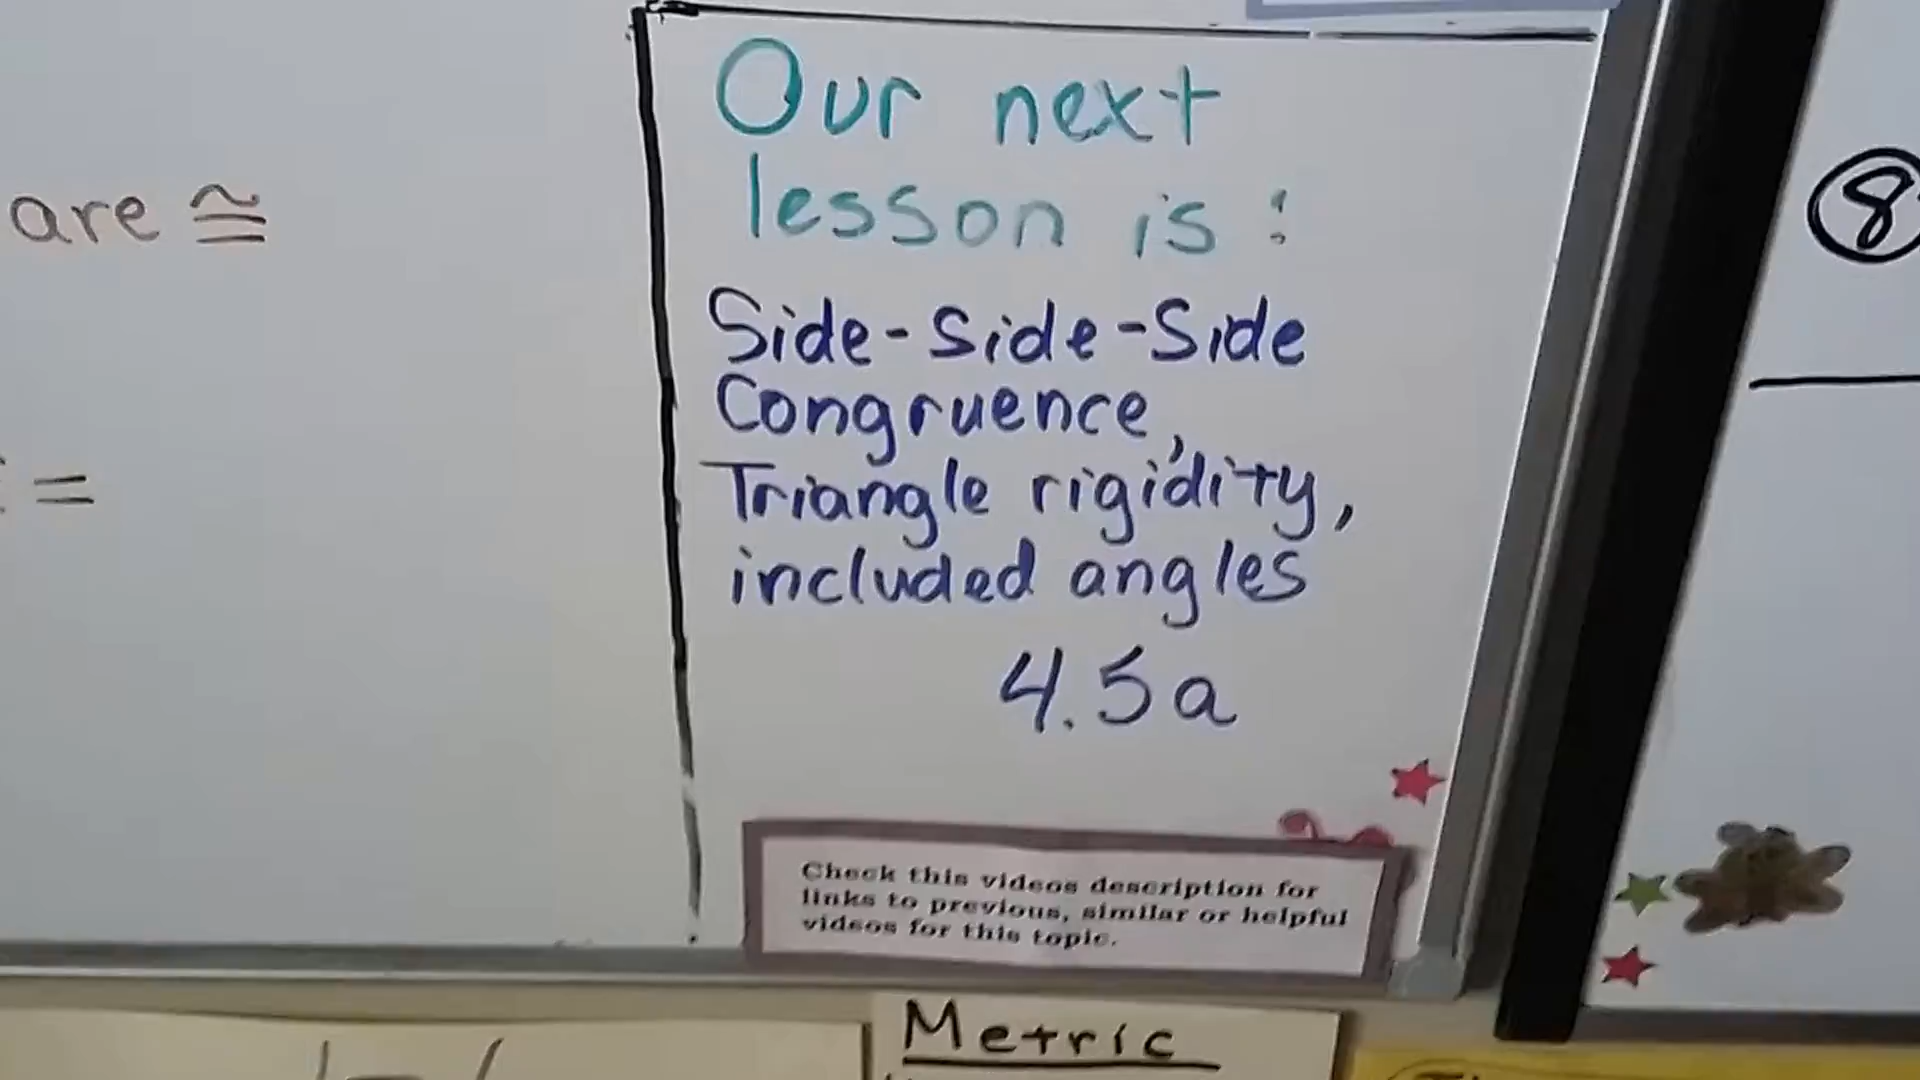 are ≅
=
Our next
lesson is:
Side-Side-Side
Congruence,
Triangle rigidity,
included angles
4.5a
Check this videos description for
links to previous, similar or helpful
videos for this topic.
Metric
8